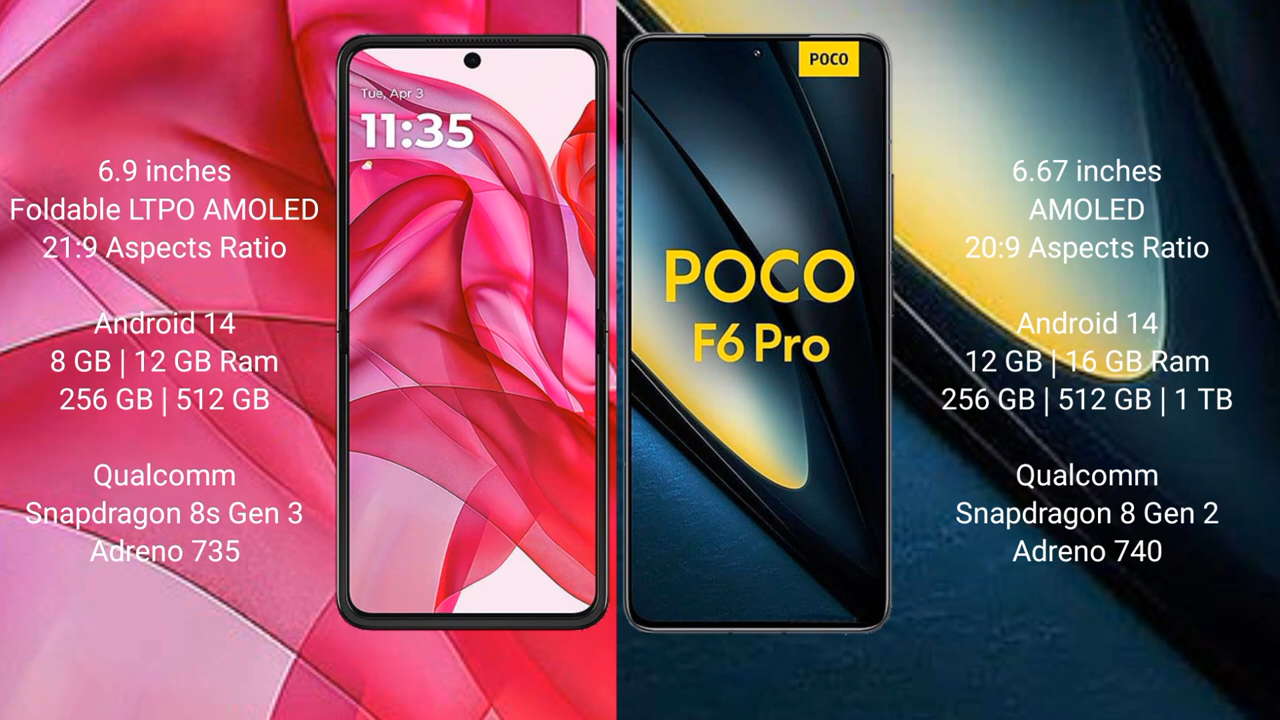 6.9 inches
Foldable LTPO AMOLED
21:9 Aspects Ratio
Android 14
8 GB | 12 GB Ram
256 GB | 512 GB
Qualcomm
Snapdragon 8s Gen 3
Adreno 735
Tue, Apr 3
11:35
POCO
POCO
F6 Pro
6.67 inches
AMOLED
20:9 Aspects Ratio
Android 14
12 GB | 16 GB Ram
256 GB | 512 GB | 1 TB
Qualcomm
Snapdragon 8 Gen 2
Adreno 740